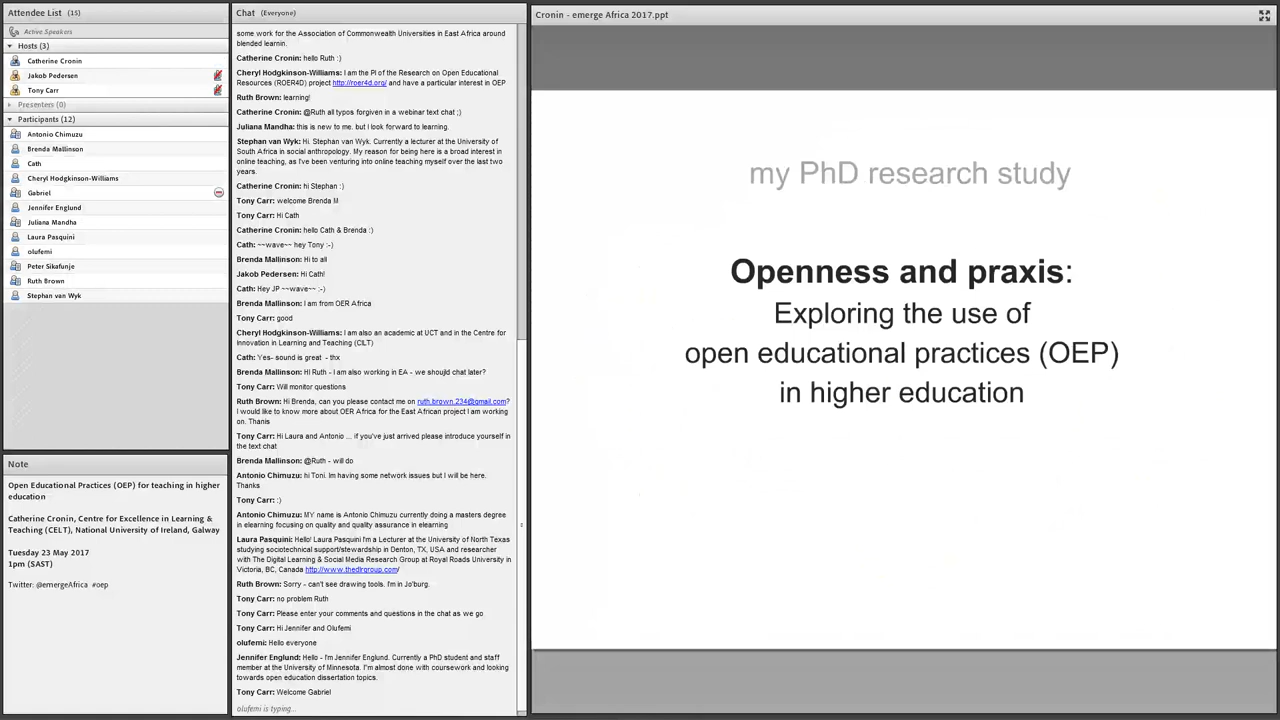 Attendee List (15)
Active Speakers
Hosts (3)
Catherine Cronin
Jakob Pedersen
Tony Carr
Presenters (0)
Participants (12)
Antonio Chimuzu
Brenda Mallinson
Cath
Cheryl Hodgkinson-Williams
Gabriel
Jennifer Englund
Juliana Mandha
Laura Pasquini
olufemi
Peter Sikafunje
Ruth Brown
Stephan van Wyk
Note
Open Educational Practices (OEP) for teaching in higher
education
Catherine Cronin, Centre for Excellence in Learning &
Teaching (CELT), National University of Ireland, Galway
Tuesday 23 May 2017
1pm (SAST)
Twitter: @emergeAfrica #oep
Chat (Everyone)
some work for the Association of Commonwealth Universities in East Africa around
blended learnin.
Catherine Cronin: hello Ruth :)
Cheryl Hodgkinson-Williams: I am the PI of the Research on Open Educational
Resources (ROER4D) project http://roer4d.org/ and have a particular interest in OEP
Ruth Brown: learning!
Catherine Cronin: @Ruth all typos forgiven in a webinar text chat ;)
Juliana Mandha: this is new to me. but I look forward to learning.
Stephan van Wyk: Hi. Stephan van Wyk. Currently a lecturer at the University of
South Africa in social anthropology. My reason for being here is a broad interest in
online teaching, as I've been venturing into online teaching myself over the last two
years.
Catherine Cronin: hi Stephan :)
Tony Carr: welcome Brenda M
Tony Carr: Hi Cath
Catherine Cronin: hello Cath & Brenda :)
Cath: ~~wave~~ hey Tony :-)
Brenda Mallinson: Hi to all
Jakob Pedersen: Hi Cath!
Cath: Hey JP ~~wave~~ :-)
Brenda Mallinson: I am from OER Africa
Tony Carr: good
Cheryl Hodgkinson-Williams: I am also an academic at UCT and in the Centre for
Innovation in Learning and Teaching (CILT)
Cath: Yes- sound is great - thx
Brenda Mallinson: HI Ruth - I am also working in EA - we shoujld chat later?
Tony Carr: Will monitor questions
Ruth Brown: Hi Brenda, can you please contact me on ruth.brown.234@gmail.com?
I would like to know more about OER Africa for the East African project I am working
on. Thanis
Tony Carr: Hi Laura and Antonio ... if you've just arrived please introduce yourself in
the text chat
Brenda Mallinson: @Ruth - will do
Antonio Chimuzu: hi Toni. Im having some network issues but I will be here.
Thanks
Tony Carr: :)
Antonio Chimuzu: MY name is Antonio Chimuzu currently doing a masters degree
in elearning focusing on quality and quality assurance in elearning
Laura Pasquini: Hello! Laura Pasquini I'm a Lecturer at the University of North Texas
studying sociotechnical support/stewardship in Denton, TX, USA and researcher
with The Digital Learning & Social Media Research Group at Royal Roads University in
Victoria, BC, Canada http://www.thedlrgroup.com/
Ruth Brown: Sorry - can't see drawing tools. I'm in Jo'burg.
Tony Carr: no problem Ruth
Tony Carr: Please enter your comments and questions in the chat as we go
Tony Carr: Hi Jennifer and Olufemi
olufemi: Hello everyone
Jennifer Englund: Hello - I'm Jennifer Englund. Currently a PhD student and staff
member at the University of Minnesota. I'm almost done with coursework and looking
towards open education dissertation topics.
Tony Carr: Welcome Gabriel
olufemi is typing...
Cronin - emerge Africa 2017.ppt
my PhD research study
Openness and praxis:
Exploring the use of
open educational practices (OEP)
in higher education